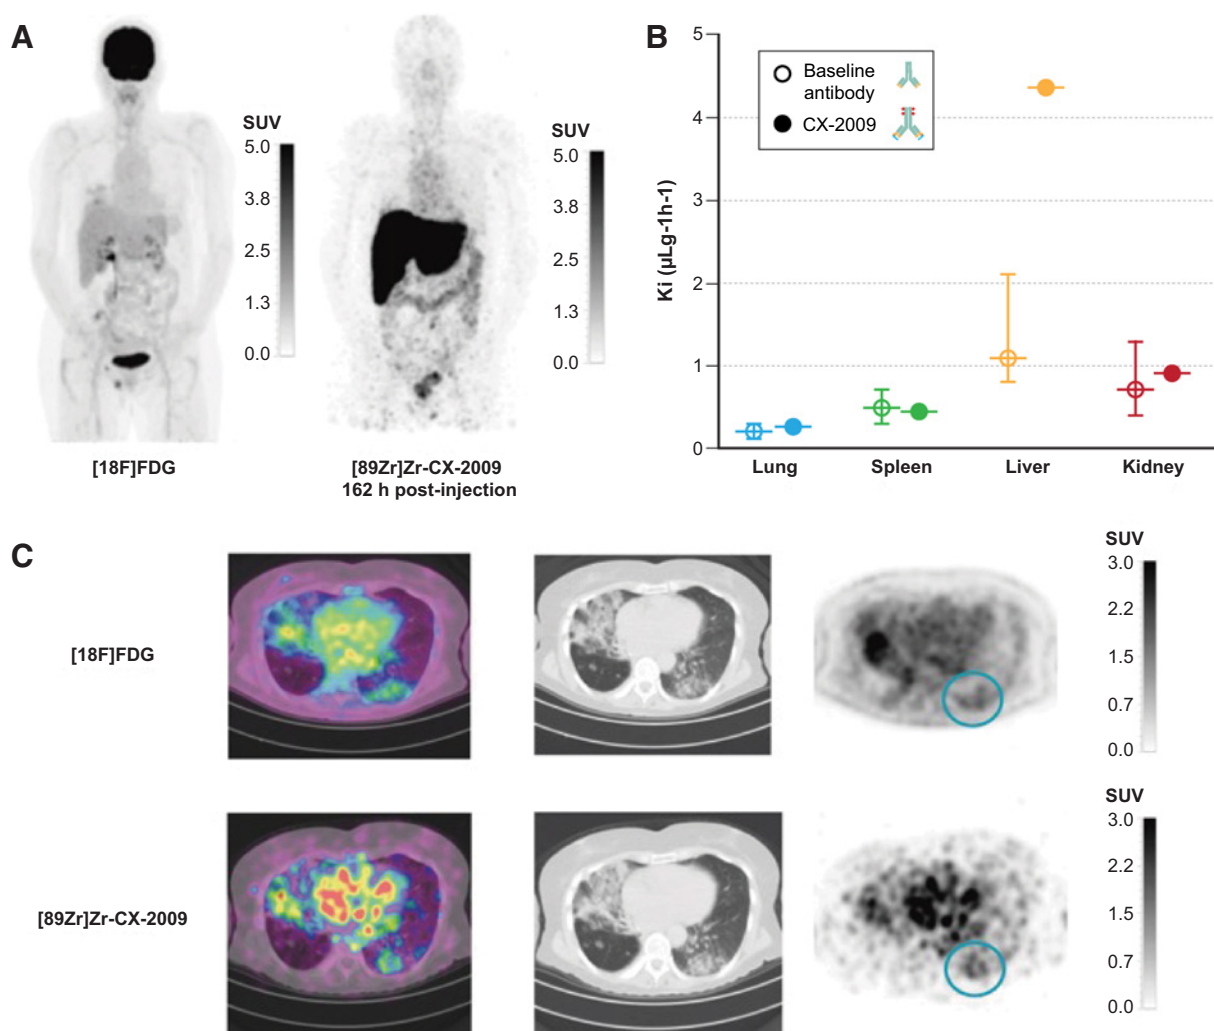 A
SUV
5.0
3.8
2.5
1.3
0.0
[18F]FDG
SUV
5.0
3.8
2.5
1.3
0.0
[89Zr]Zr-CX-2009
162 h post-injection
B
Ki (µLg-1h-1)
5
4
3
2
1
0
Baseline
antibody
CX-2009
Lung
Spleen
Liver
Kidney
C
[18F]FDG
SUV
3.0
2.2
1.5
0.7
0.0
[89Zr]Zr-CX-2009
SUV
3.0
2.2
1.5
0.7
0.0